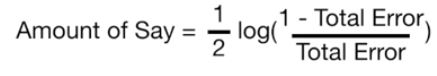 Amount of Say = 1/2 log(1 - Total Error/Total Error)